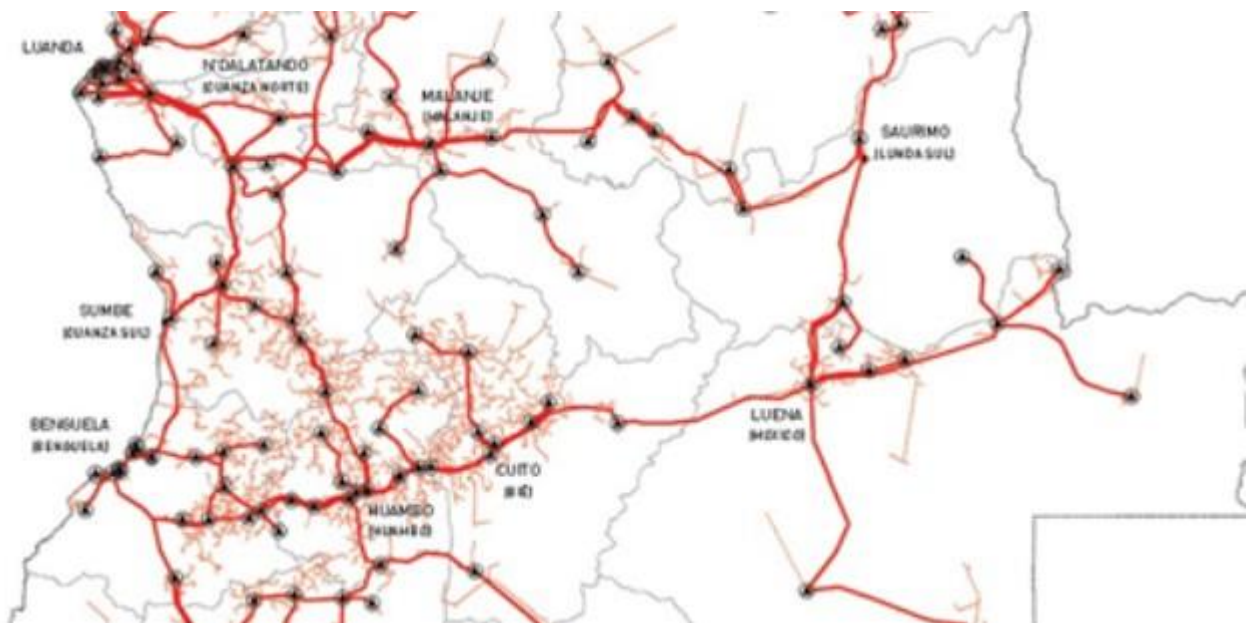 LUANDA
N'DALATANDO
(CUANZA NORTE)
MALANJE
(MALANJE)
SAURIMO
(LUNDA SUL)
SUMBE
(CUANZA SUL)
BENGUELA
(BENGUELA)
LUENA
(MOXICO)
CUITO
(BIÉ)
HUAMBO
(HUAMBO)